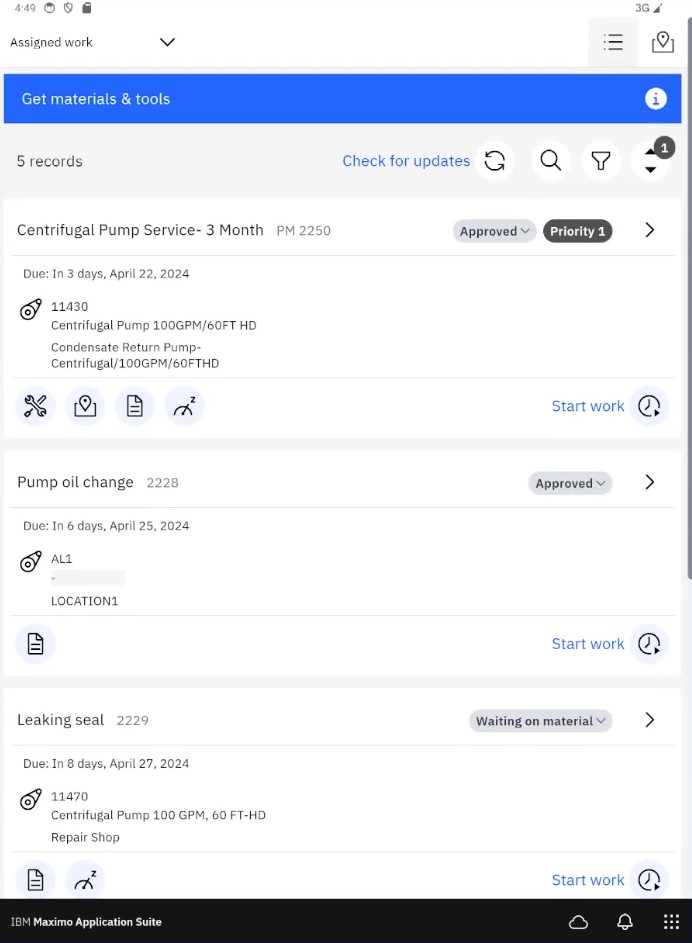 4:49
3G
Assigned work
Get materials & tools
5 records
Check for updates
1
Centrifugal Pump Service- 3 Month PM 2250
Approved
Priority 1
Due: In 3 days, April 22, 2024
11430
Centrifugal Pump 100GPM/60FT HD
Condensate Return Pump-
Centrifugal/100GPM/60FTHD
Start work
Pump oil change 2228
Approved
Due: In 6 days, April 25, 2024
AL1
-
LOCATION1
Start work
Leaking seal 2229
Waiting on material
Due: In 8 days, April 27, 2024
11470
Centrifugal Pump 100 GPM, 60 FT-HD
Repair Shop
Start work
IBM Maximo Application Suite